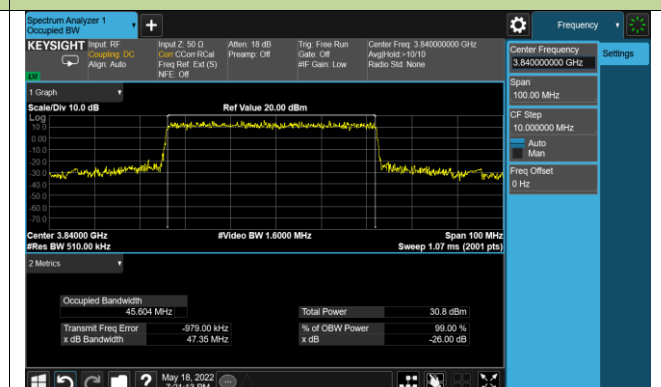 Spectrum Analyzer 1
Occupied BW
Frequency
KEYSIGHT
Input: RF
Coupling: DC
Align: Auto
Input Z: 50 Ω
Corr CCorr RCal
Freq Ref: Ext (S)
NFE: Off
Atten: 18 dB
Preamp: Off
Trig: Free Run
Gate: Off
#IF Gain: Low
Center Freq: 3.840000000 GHz
Avg|Hold:>10/10
Radio Std: None
Center Frequency
3.840000000 GHz
Settings
Span
100.00 MHz
CF Step
10.000000 MHz
Auto
Man
Freq Offset
0 Hz
1 Graph
Scale/Div 10.0 dB
Ref Value 20.00 dBm
Log
10.0
0.00
-10.0
-20.0
-30.0
-40.0
-50.0
-60.0
-70.0
Center 3.84000 GHz
#Video BW 1.6000 MHz
Span 100 MHz
#Res BW 510.00 kHz
Sweep 1.07 ms (2001 pts)
2 Metrics
Occupied Bandwidth
45.604 MHz
Total Power
30.8 dBm
Transmit Freq Error
-979.00 kHz
% of OBW Power
99.00 %
x dB Bandwidth
47.35 MHz
x dB
-26.00 dB
May 18, 2022